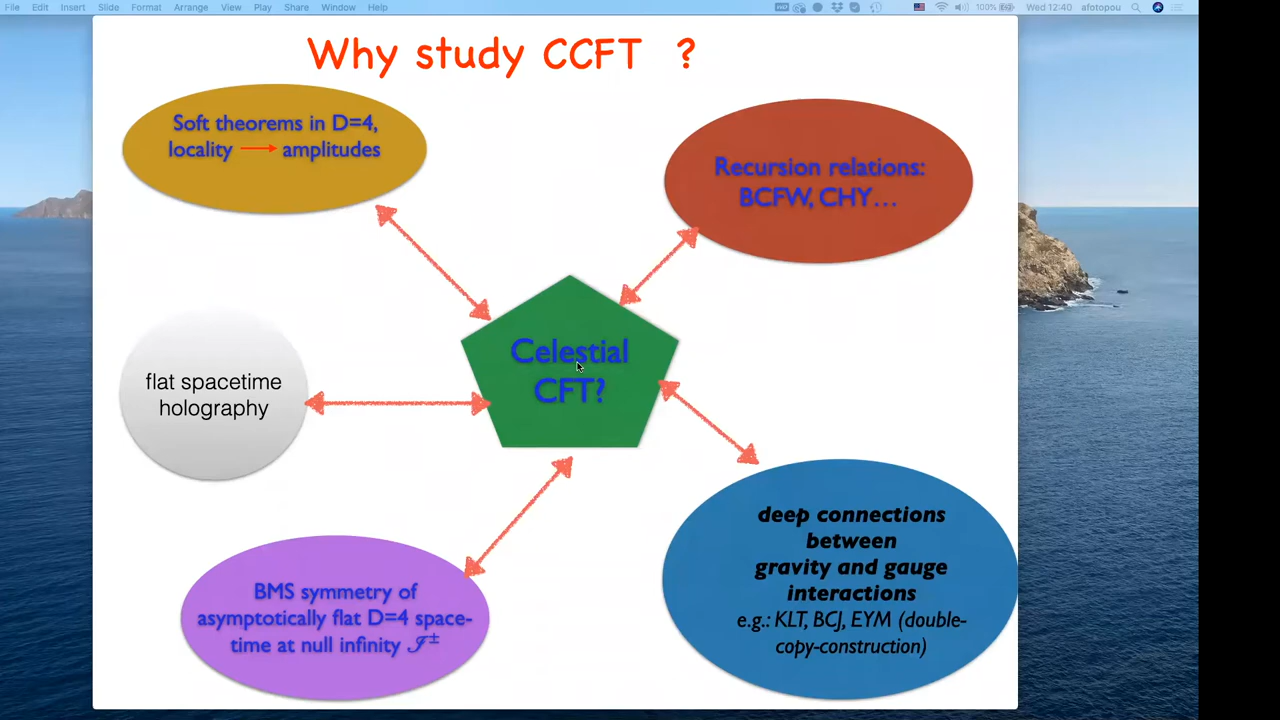 File Edit Insert Slide Format Arrange View Play Share Window Help
100% Wed 12:40 afotopou
Why study CCFT ?
Soft theorems in D=4,
locality → amplitudes
Recursion relations:
BCFW, CHY…
Celestial
CFT?
flat spacetime
holography
deep connections
between
gravity and gauge
interactions
e.g.: KLT, BCJ, EYM (double-
copy-construction)
BMS symmetry of
asymptotically flat D=4 space-
time at null infinity 𝓘±